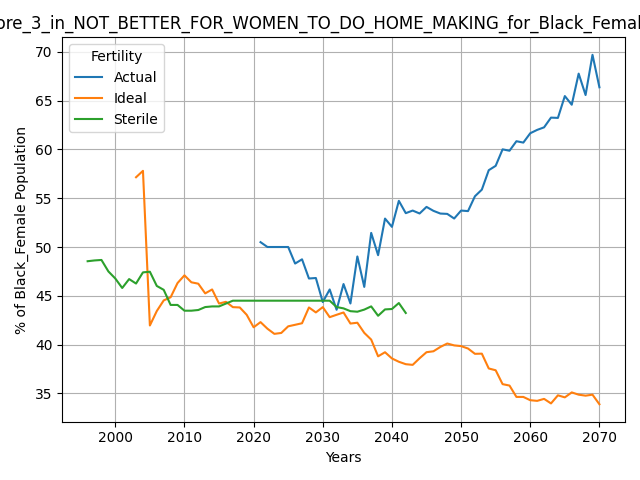 ore_3_in_NOT_BETTER_FOR_WOMEN_TO_DO_HOME_MAKING_for_Black_Femal
Fertility
Actual
Ideal
Sterile
% of Black_Female Population
70
65
60
55
50
45
40
35
2000 2010 2020 2030 2040 2050 2060 2070
Years